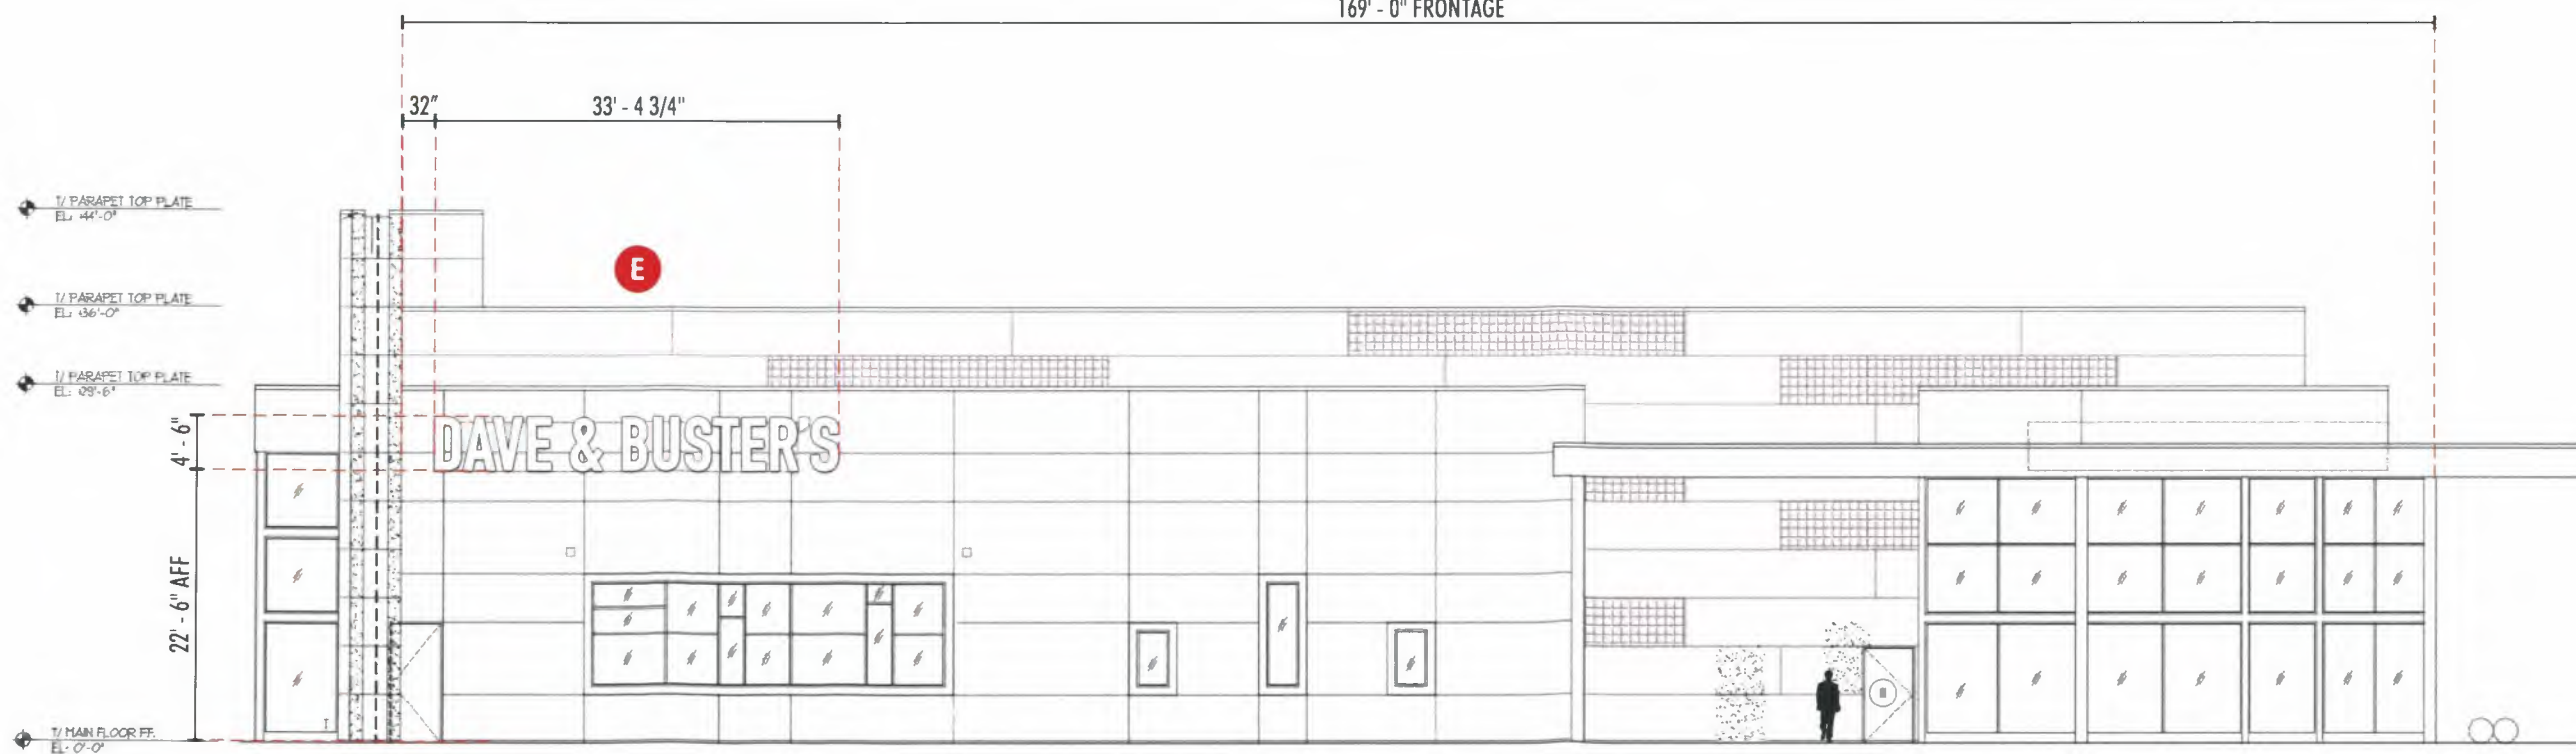 169' - 0" FRONTAGE
32"
33' - 4 3/4"
T/ PARAPET TOP PLATE
EL: +44'-0"
E
T/ PARAPET TOP PLATE
EL: +36'-0"
T/ PARAPET TOP PLATE
EL: +29'-6"
4' - 6"
DAVE & BUSTER'S
22' - 6" AFF
T/ MAIN FLOOR FF.
EL: 0'-0"